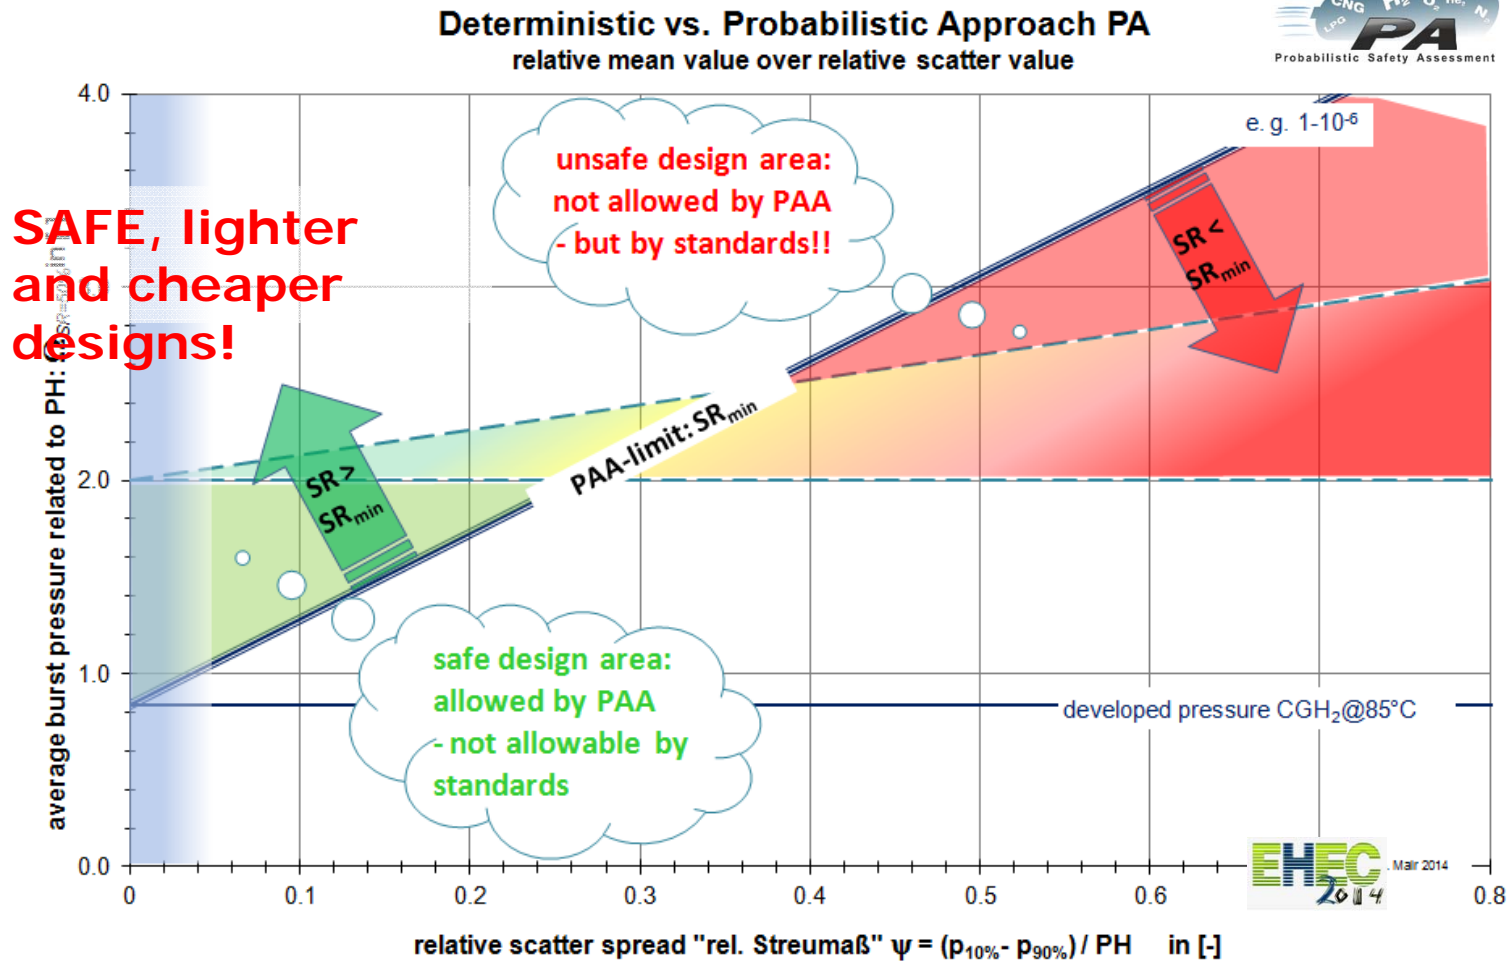 Deterministic vs. Probabilistic Approach PA
relative mean value over relative scatter value
CNG H₂ O₂ He, N₂
LPG
PA
Probabilistic Safety Assessment
4.0
e. g. 1-10⁻⁶
unsafe design area:
not allowed by PAA
- but by standards!!
SAFE, lighter
and cheaper
designs!
average burst pressure related to PH:
SR <
SRmin
PAA-limit: SRmin
2.0
SR >
SRmin
safe design area:
allowed by PAA
- not allowable by
standards
1.0
developed pressure CGH₂@85°C
0.0
EHEC
2014
. Mair 2014
0 0.1 0.2 0.3 0.4 0.5 0.6 0.8
relative scatter spread "rel. Streumaß" ψ = (p10%- p90%) / PH in [-]